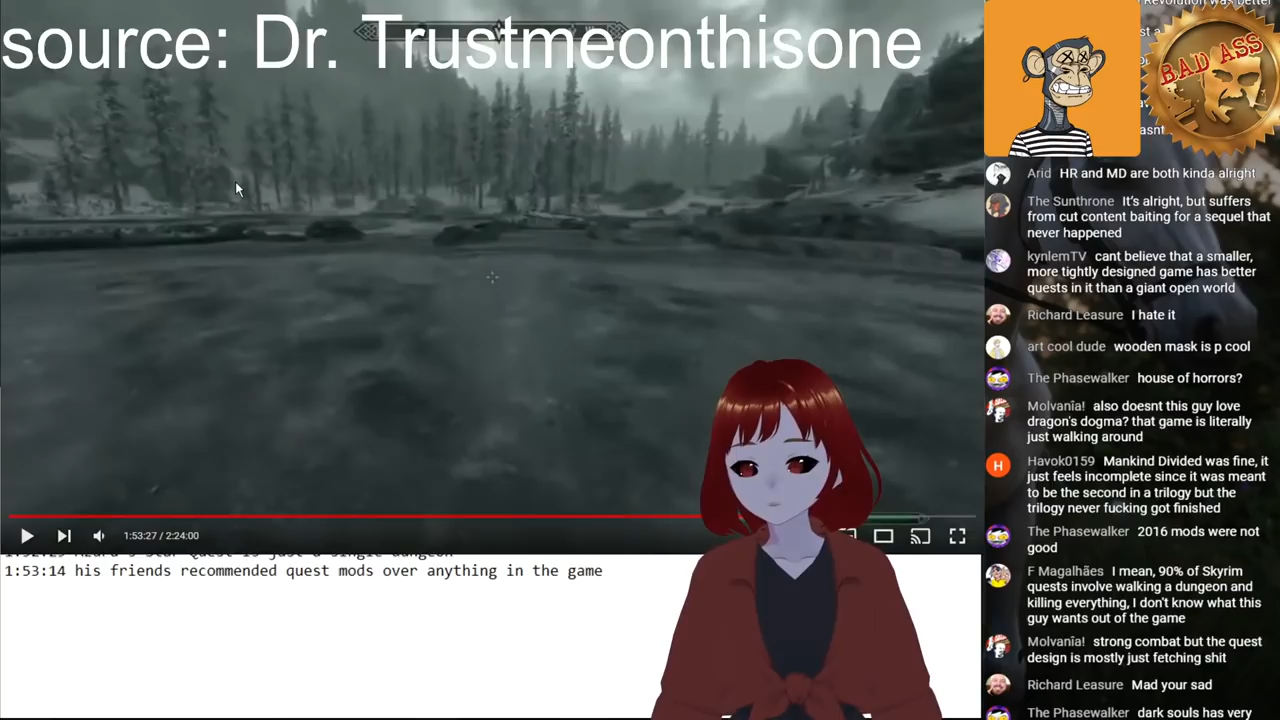 source: Dr. Trustmeonthisone
BAD ASS
Arid HR and MD are both kinda alright
The Sunthrone It's alright, but suffers
from cut content baiting for a sequel that
never happened
kynlemTV cant believe that a smaller,
more tightly designed game has better
quests in it than a giant open world
Richard Leasure I hate it
art cool dude wooden mask is p cool
The Phasewalker house of horrors?
Molvanîa! also doesnt this guy love
dragon's dogma? that game is literally
just walking around
Havok0159 Mankind Divided was fine, it
just feels incomplete since it was meant
to be the second in a trilogy but the
trilogy never fucking got finished
The Phasewalker 2016 mods were not
good
F Magalhães I mean, 90% of Skyrim
quests involve walking a dungeon and
killing everything, I don't know what this
guy wants out of the game
Molvanîa! strong combat but the quest
design is mostly just fetching shit
Richard Leasure Mad your sad
The Phasewalker dark souls has very
H
1:53:27 / 2:24:00
1:53:14 his friends recommended quest mods over anything in the game